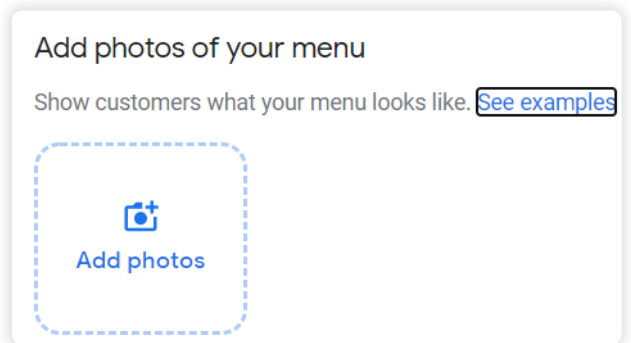 Add photos of your menu
Show customers what your menu looks like. See examples
Add photos